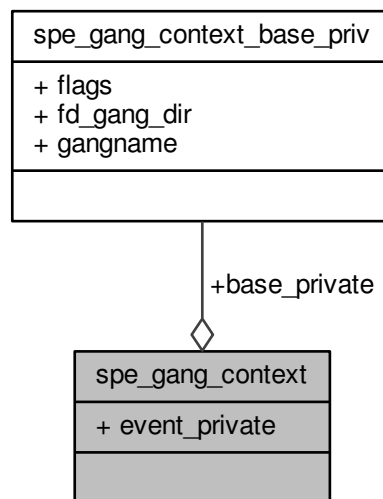 spe_gang_context_base_priv
+ flags
+ fd_gang_dir
+ gangname
+base_private
spe_gang_context
+ event_private